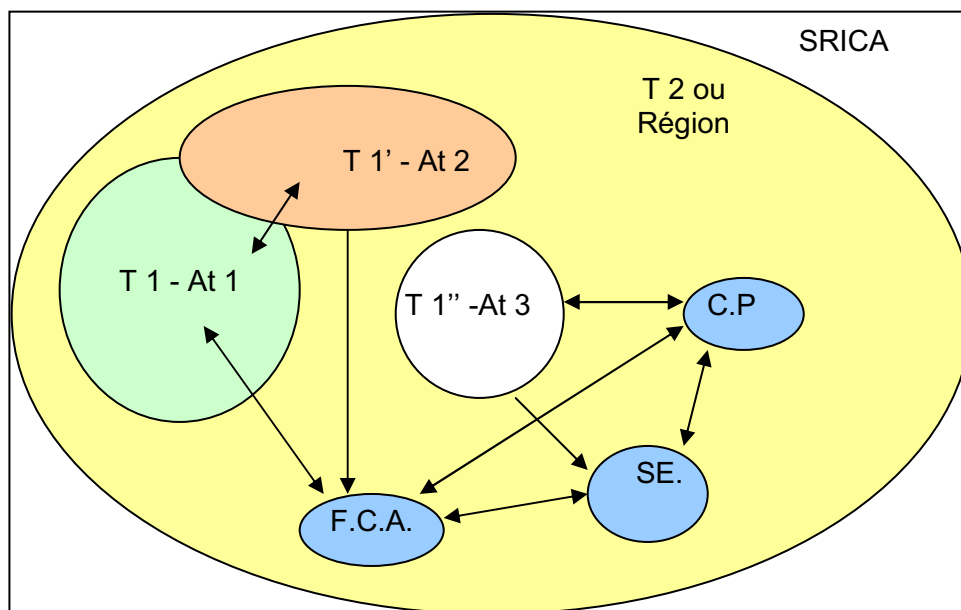 SRICA
T 2 ou
Région
T 1’ - At 2
T 1 - At 1
T 1’’ -At 3
C.P
SE.
F.C.A.